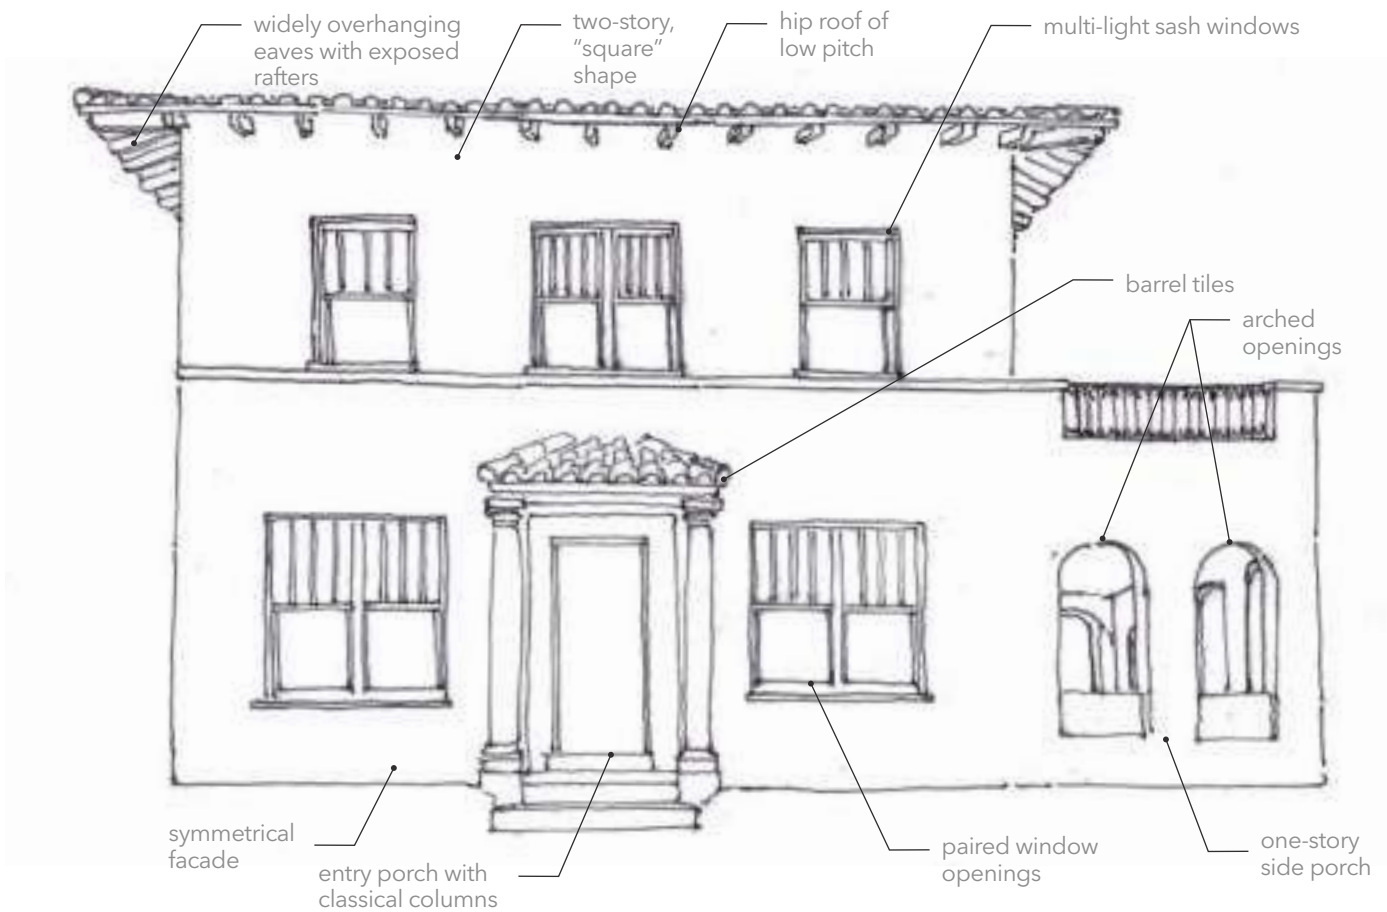 widely overhanging
eaves with exposed
rafters
two-story,
“square”
shape
hip roof of
low pitch
multi-light sash windows
barrel tiles
arched
openings
symmetrical
facade
entry porch with
classical columns
paired window
openings
one-story
side porch